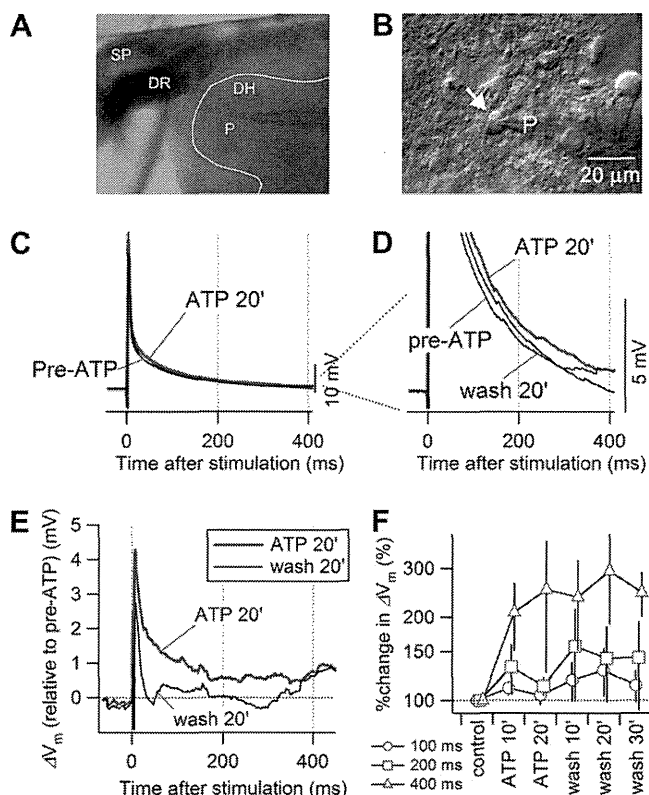 A
SP
DR
DH
P
B
P
20 μm
C
ATP 20'
Pre-ATP
10 mV
0 200 400
Time after stimulation (ms)
D
ATP 20'
pre-ATP
wash 20'
5 mV
0 200 400
Time after stimulation (ms)
E
ΔVm (relative to pre-ATP) (mV)
5
4
3
2
1
0
ATP 20'
wash 20'
ATP 20'
wash 20'
0 200 400
Time after stimulation (ms)
F
%change in ΔVm (%)
300
200
150
100
control
ATP 10'
ATP 20'
wash 10'
wash 20'
wash 30'
100 ms
200 ms
400 ms